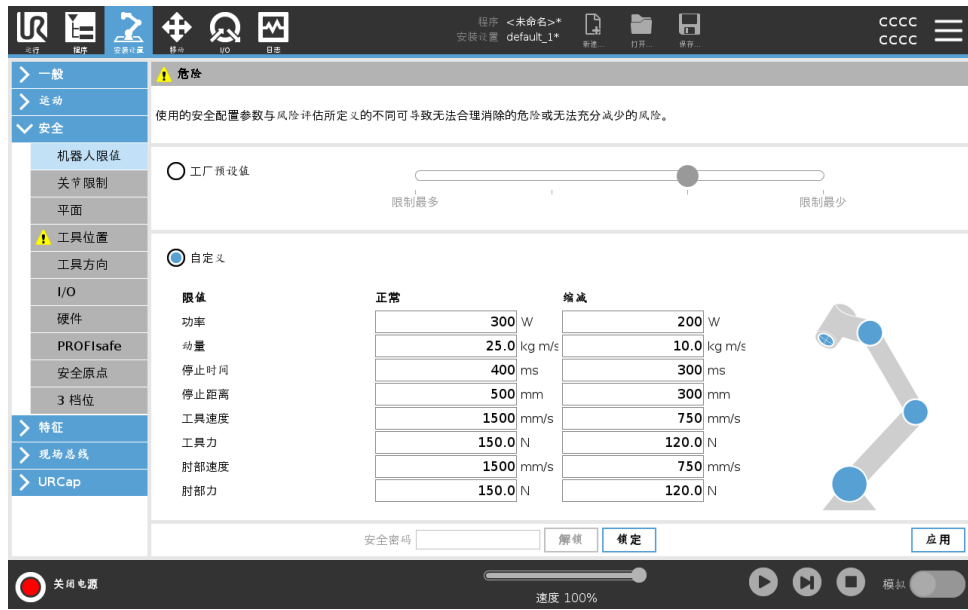 UR
程序 <未命名>*
安装设置 default_1*
运行 程序 安装设置 移动 I/O 日志 新建... 打开... 保存...
CCCC
CCCC
一般
运动
安全
机器人限值
关节限制
平面
工具位置
工具方向
I/O
硬件
PROFIsafe
安全原点
3 档位
特征
现场总线
URCap
危险
使用的安全配置参数与风险评估所定义的不同可导致无法合理消除的危险或无法充分减少的风险。
工厂预设值
限制最多 限制最少
自定义
限值 正常 缩减
功率 300 W 200 W
动量 25.0 kg m/s 10.0 kg m/s
停止时间 400 ms 300 ms
停止距离 500 mm 300 mm
工具速度 1500 mm/s 750 mm/s
工具力 150.0 N 120.0 N
肘部速度 1500 mm/s 750 mm/s
肘部力 150.0 N 120.0 N
安全密码 解锁 锁定 应用
关闭电源
速度 100%
模拟